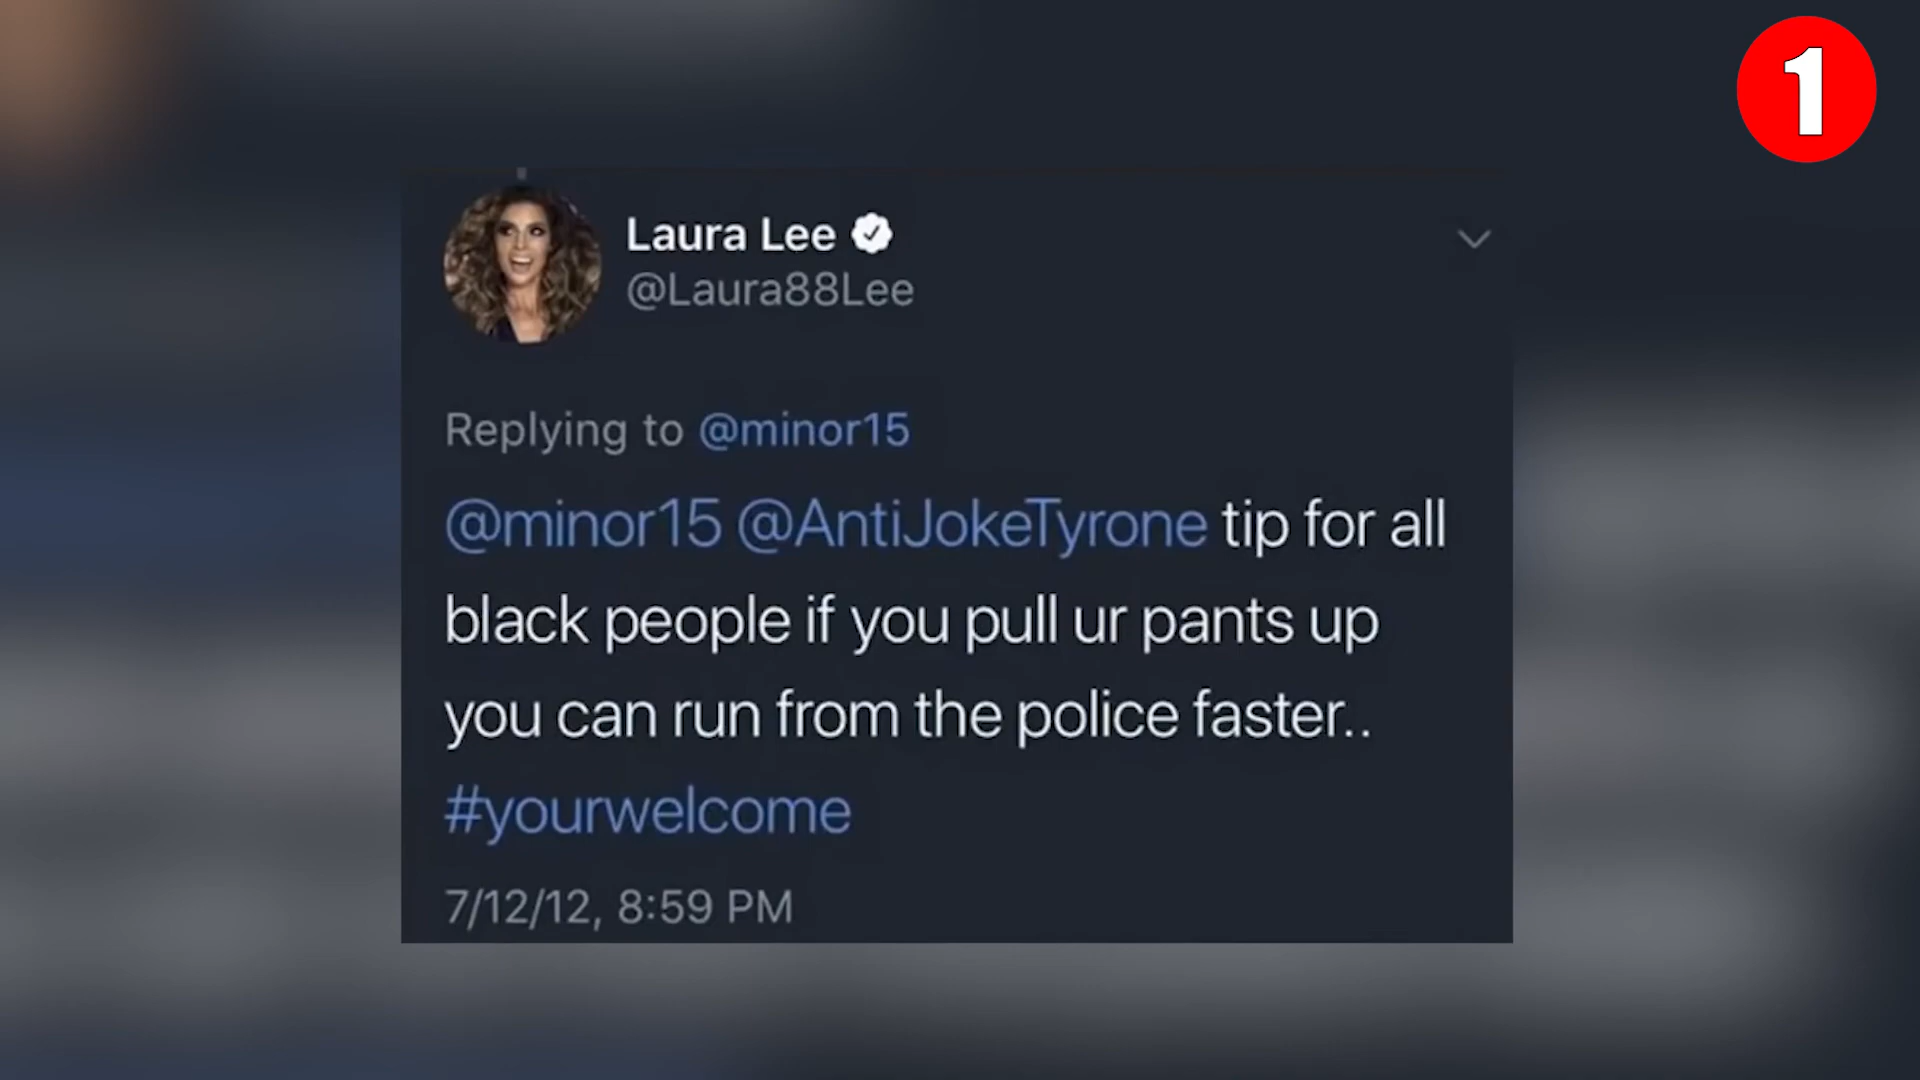 1
Laura Lee
@Laura88Lee
Replying to @minor15
@minor15 @AntiJokeTyrone tip for all
black people if you pull ur pants up
you can run from the police faster..
#yourwelcome
7/12/12, 8:59 PM